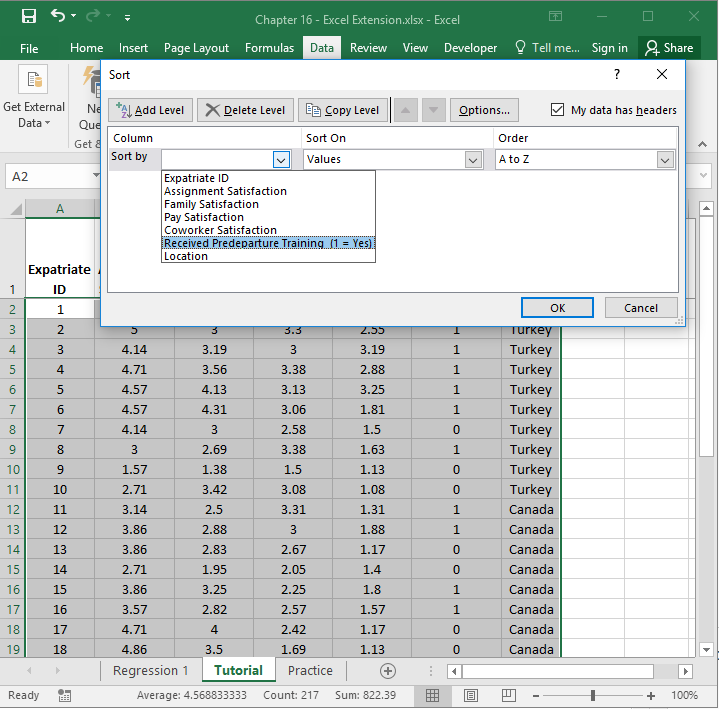 Chapter 16 - Excel Extension.xlsx - Excel
File Home Insert Page Layout Formulas Data Review View Developer Tell me... Sign in Share
Get External Data
Ne
Que
Get &
Sort ?
Add Level Delete Level Copy Level Options... My data has headers
Column Sort On Order
Sort by Values A to Z
Expatriate ID
Assignment Satisfaction
Family Satisfaction
Pay Satisfaction
Coworker Satisfaction
Received Predeparture Training (1 = Yes)
Location
OK Cancel
A2
A
1 Expatriate ID
2 1
3 2 5 3 3.3 2.55 1 Turkey
4 3 4.14 3.19 3 3.19 1 Turkey
5 4 4.71 3.56 3.38 2.88 1 Turkey
6 5 4.57 4.13 3.13 3.25 1 Turkey
7 6 4.57 4.31 3.06 1.81 1 Turkey
8 7 4.14 3 2.58 1.5 0 Turkey
9 8 3 2.69 3.38 1.63 1 Turkey
10 9 1.57 1.38 1.5 1.13 0 Turkey
11 10 2.71 3.42 3.08 1.08 0 Turkey
12 11 3.14 2.5 3.31 1.31 1 Canada
13 12 3.86 2.88 3 1.88 1 Canada
14 13 3.86 2.83 2.67 1.17 0 Canada
15 14 2.71 1.95 2.05 1.4 0 Canada
16 15 3.86 3.25 2.25 1.8 1 Canada
17 16 3.57 2.82 2.57 1.57 1 Canada
18 17 4.71 4 2.42 1.17 0 Canada
19 18 4.86 3.5 1.69 1.13 0 Canada
Regression 1 Tutorial Practice
Ready Average: 4.568833333 Count: 217 Sum: 822.39 100%